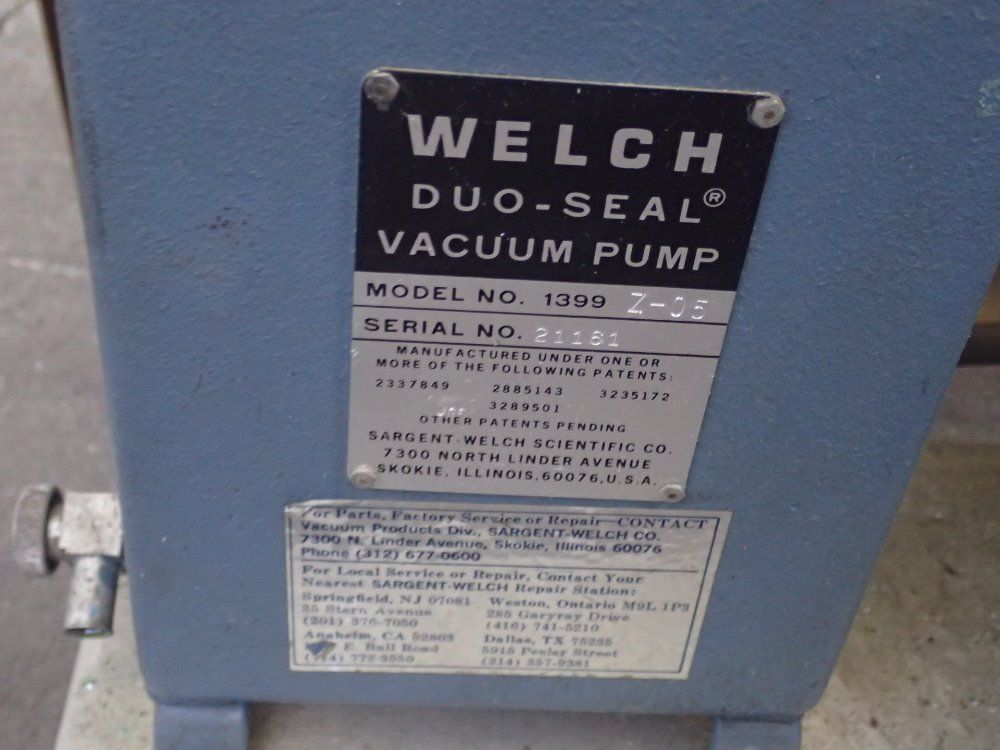 WELCH
DUO-SEAL®
VACUUM PUMP
MODEL NO. 1399 Z-05
SERIAL NO. 21181
MANUFACTURED UNDER ONE OR
MORE OF THE FOLLOWING PATENTS:
2337849 2885143 3235172
3289501
OTHER PATENTS PENDING
SARGENT-WELCH SCIENTIFIC CO.
7300 NORTH LINDER AVENUE
SKOKIE, ILLINOIS, 60076, U.S.A.
For Parts, Factory Service or Repair CONTACT
Vacuum Products Div., SARGENT-WELCH CO.
7300 N. Linder Avenue, Skokie, Illinois 60076
Phone (312) 677-0600
For Local Service or Repair, Contact Your
Nearest SARGENT-WELCH Repair Station:
Springfield, NJ 07081 Weston, Ontario M9L 1P3
35 Stern Avenue 285 Garyray Drive
(201) 376-7050 (416) 741-5210
Anaheim, CA 92803 Dallas, TX 75235
E. Ball Road 5915 Peeler Street
(714) 772-3550 (214) 357-9381